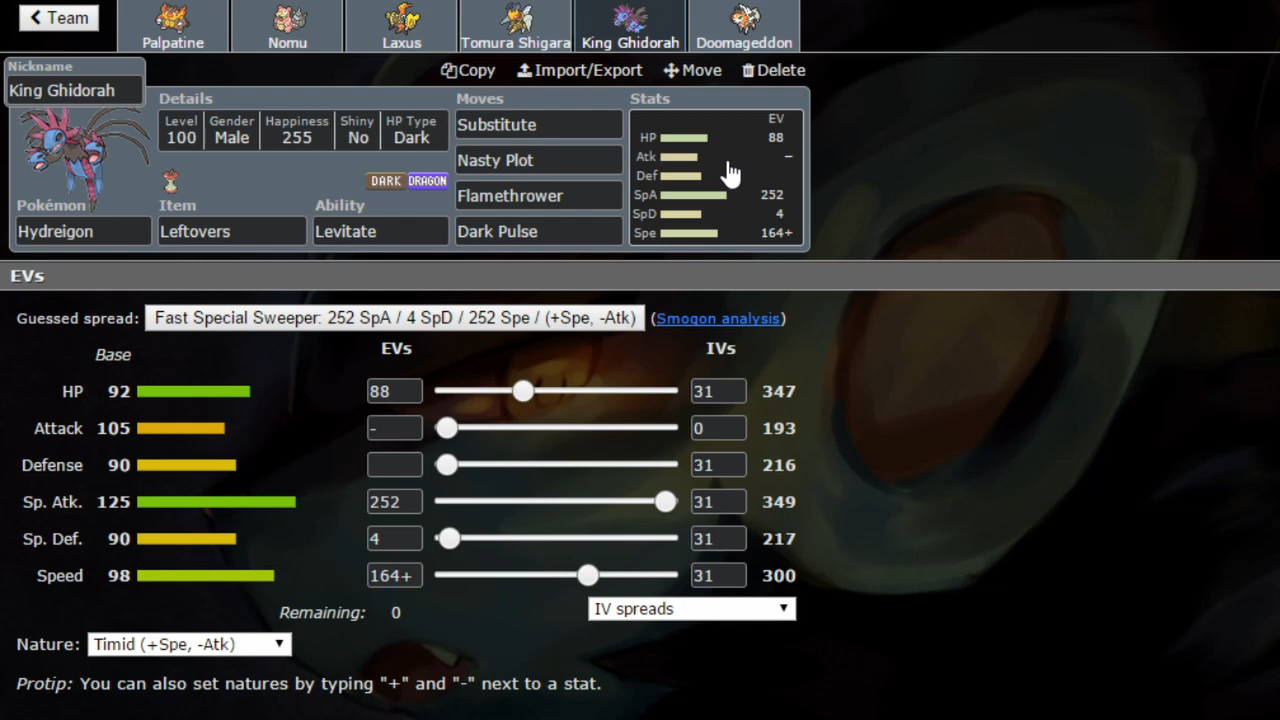 Team
Palpatine
Nomu
Laxus
Tomura Shigara
King Ghidorah
Doomageddon
Copy Import/Export Move Delete
Nickname
King Ghidorah
Details
Level 100
Gender Male
Happiness 255
Shiny No
HP Type Dark
DARK DRAGON
Pokémon
Hydreigon
Item
Leftovers
Ability
Levitate
Moves
Substitute
Nasty Plot
Flamethrower
Dark Pulse
Stats
EV
HP 88
Atk –
Def
SpA 252
SpD 4
Spe 164+
EVs
Guessed spread: Fast Special Sweeper: 252 SpA / 4 SpD / 252 Spe / (+Spe, -Atk) (Smogon analysis)
Base EVs IVs
HP 92 88 31 347
Attack 105 - 0 193
Defense 90 31 216
Sp. Atk. 125 252 31 349
Sp. Def. 90 4 31 217
Speed 98 164+ 31 300
Remaining: 0 IV spreads
Nature: Timid (+Spe, -Atk)
Protip: You can also set natures by typing "+" and "-" next to a stat.